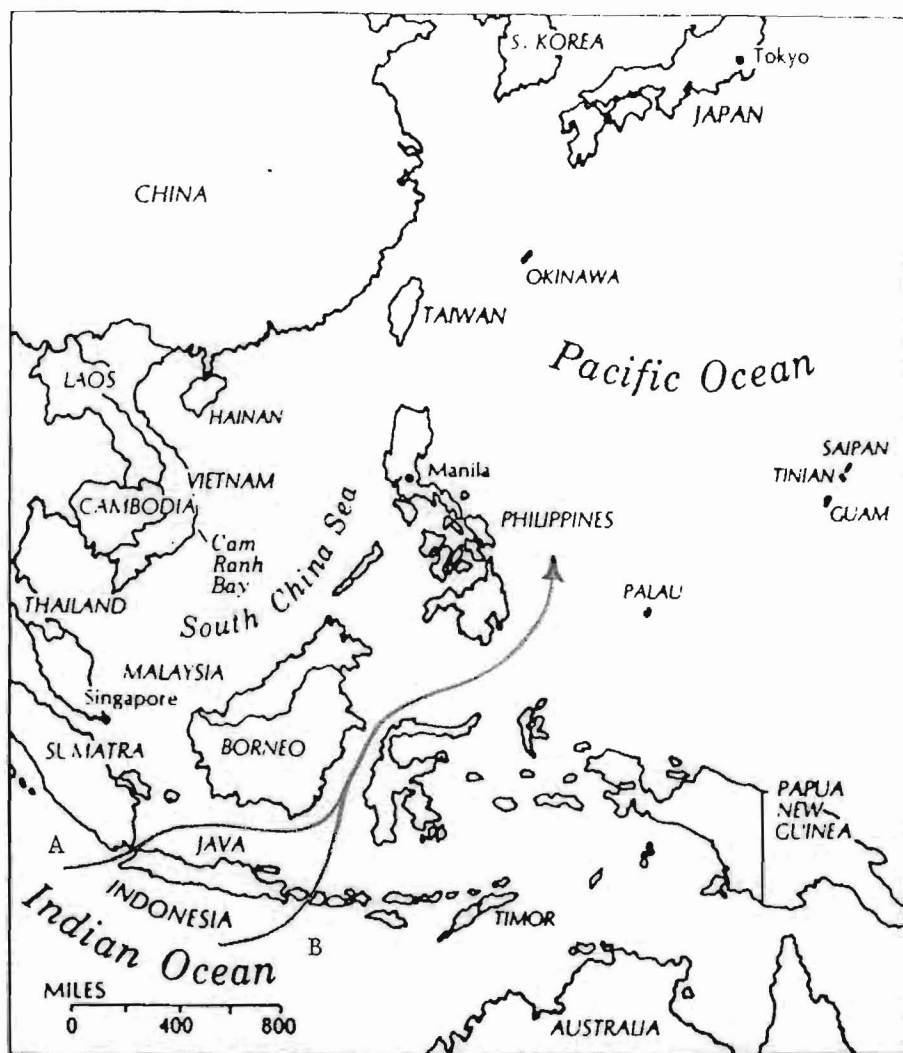 S. KOREA
Tokyo
JAPAN
CHINA
OKINAWA
TAIWAN
Pacific Ocean
LAOS
HAINAN
SAIPAN
Manila
TINIAN
VIETNAM
GUAM
CAMBODIA
PHILIPPINES
Cam
Ranh
Bay
South China Sea
PALAU
THAILAND
MALAYSIA
Singapore
SUMATRA
BORNEO
PAPUA
NEW
GUINEA
A
JAVA
INDONESIA
TIMOR
B
Indian Ocean
MILES
0 400 800
AUSTRALIA